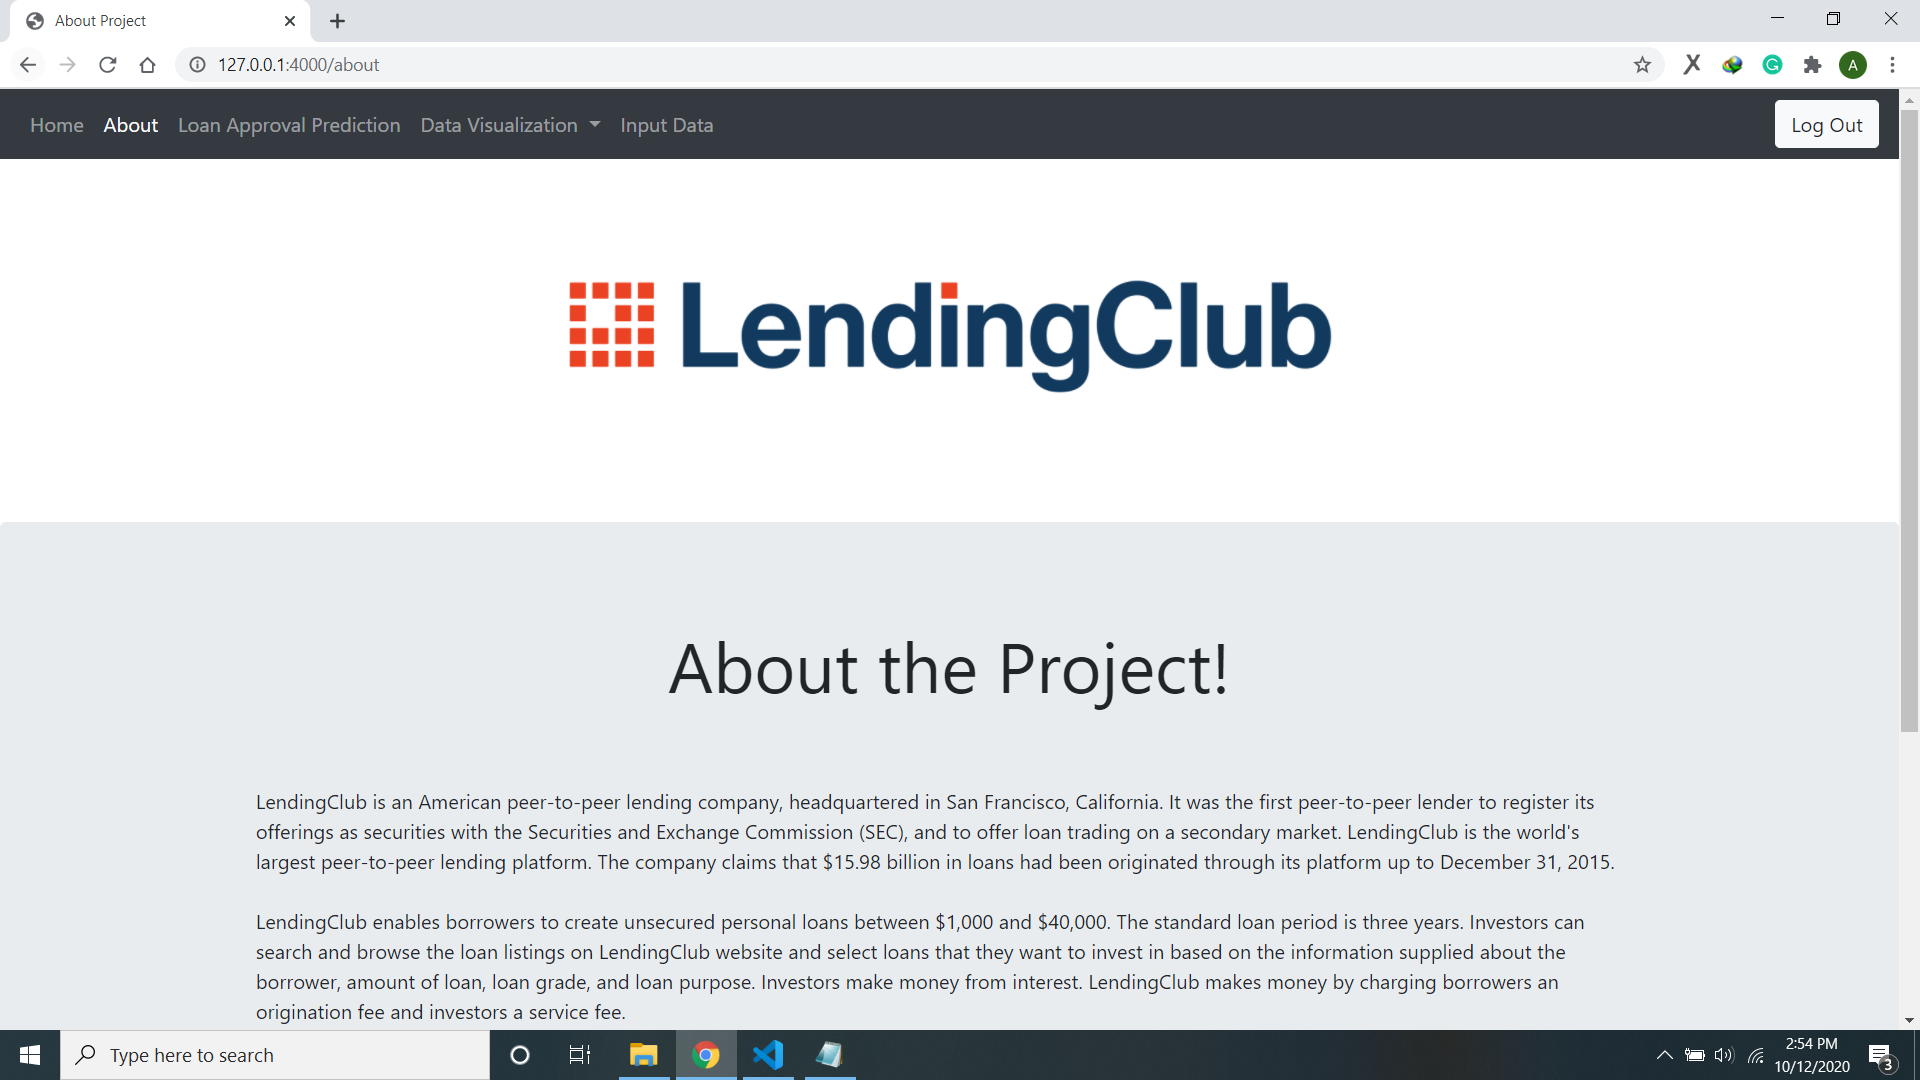 About Project
127.0.0.1:4000/about
A
Home About Loan Approval Prediction Data Visualization Input Data Log Out
LendingClub
About the Project!
LendingClub is an American peer-to-peer lending company, headquartered in San Francisco, California. It was the first peer-to-peer lender to register its
offerings as securities with the Securities and Exchange Commission (SEC), and to offer loan trading on a secondary market. LendingClub is the world's
largest peer-to-peer lending platform. The company claims that $15.98 billion in loans had been originated through its platform up to December 31, 2015.
LendingClub enables borrowers to create unsecured personal loans between $1,000 and $40,000. The standard loan period is three years. Investors can
search and browse the loan listings on LendingClub website and select loans that they want to invest in based on the information supplied about the
borrower, amount of loan, loan grade, and loan purpose. Investors make money from interest. LendingClub makes money by charging borrowers an
origination fee and investors a service fee.
Type here to search
2:54 PM
10/12/2020
3